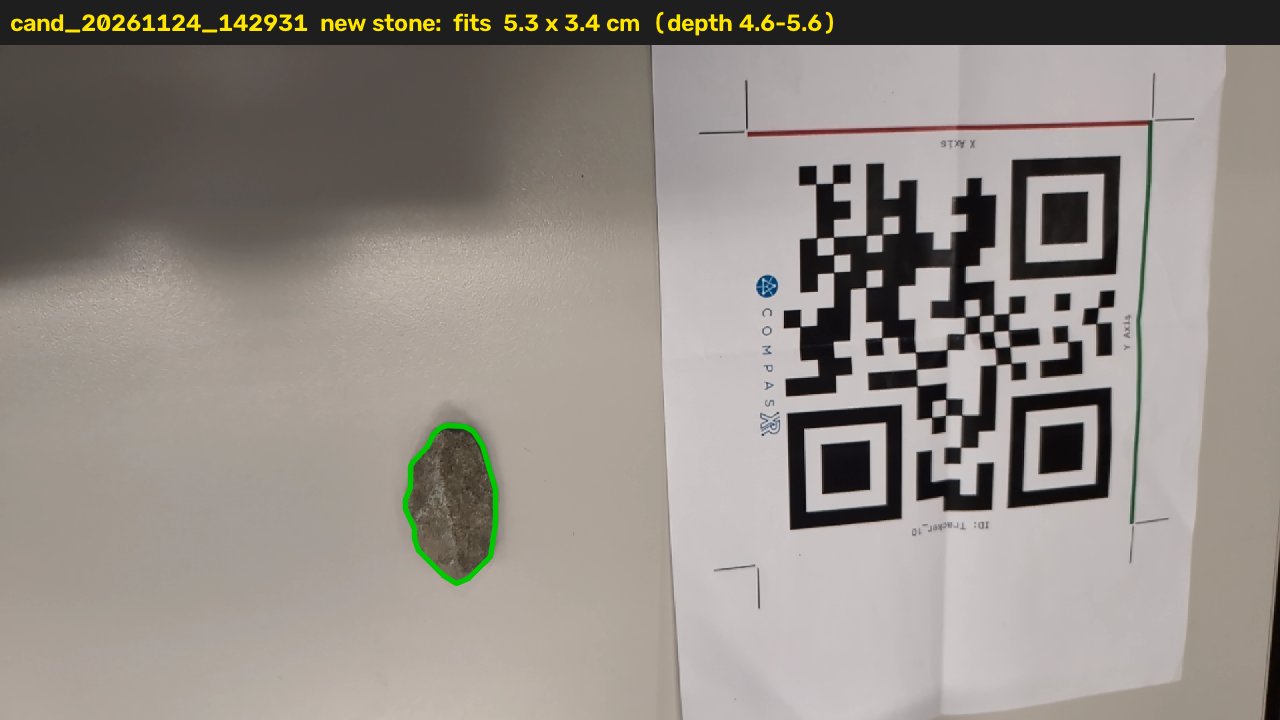 cand_20261124_142931 new stone: fits 5.3 x 3.4 cm (depth 4.6-5.6)
X Axis
Y Axis
COMPAS XR
ID: Tracker_10